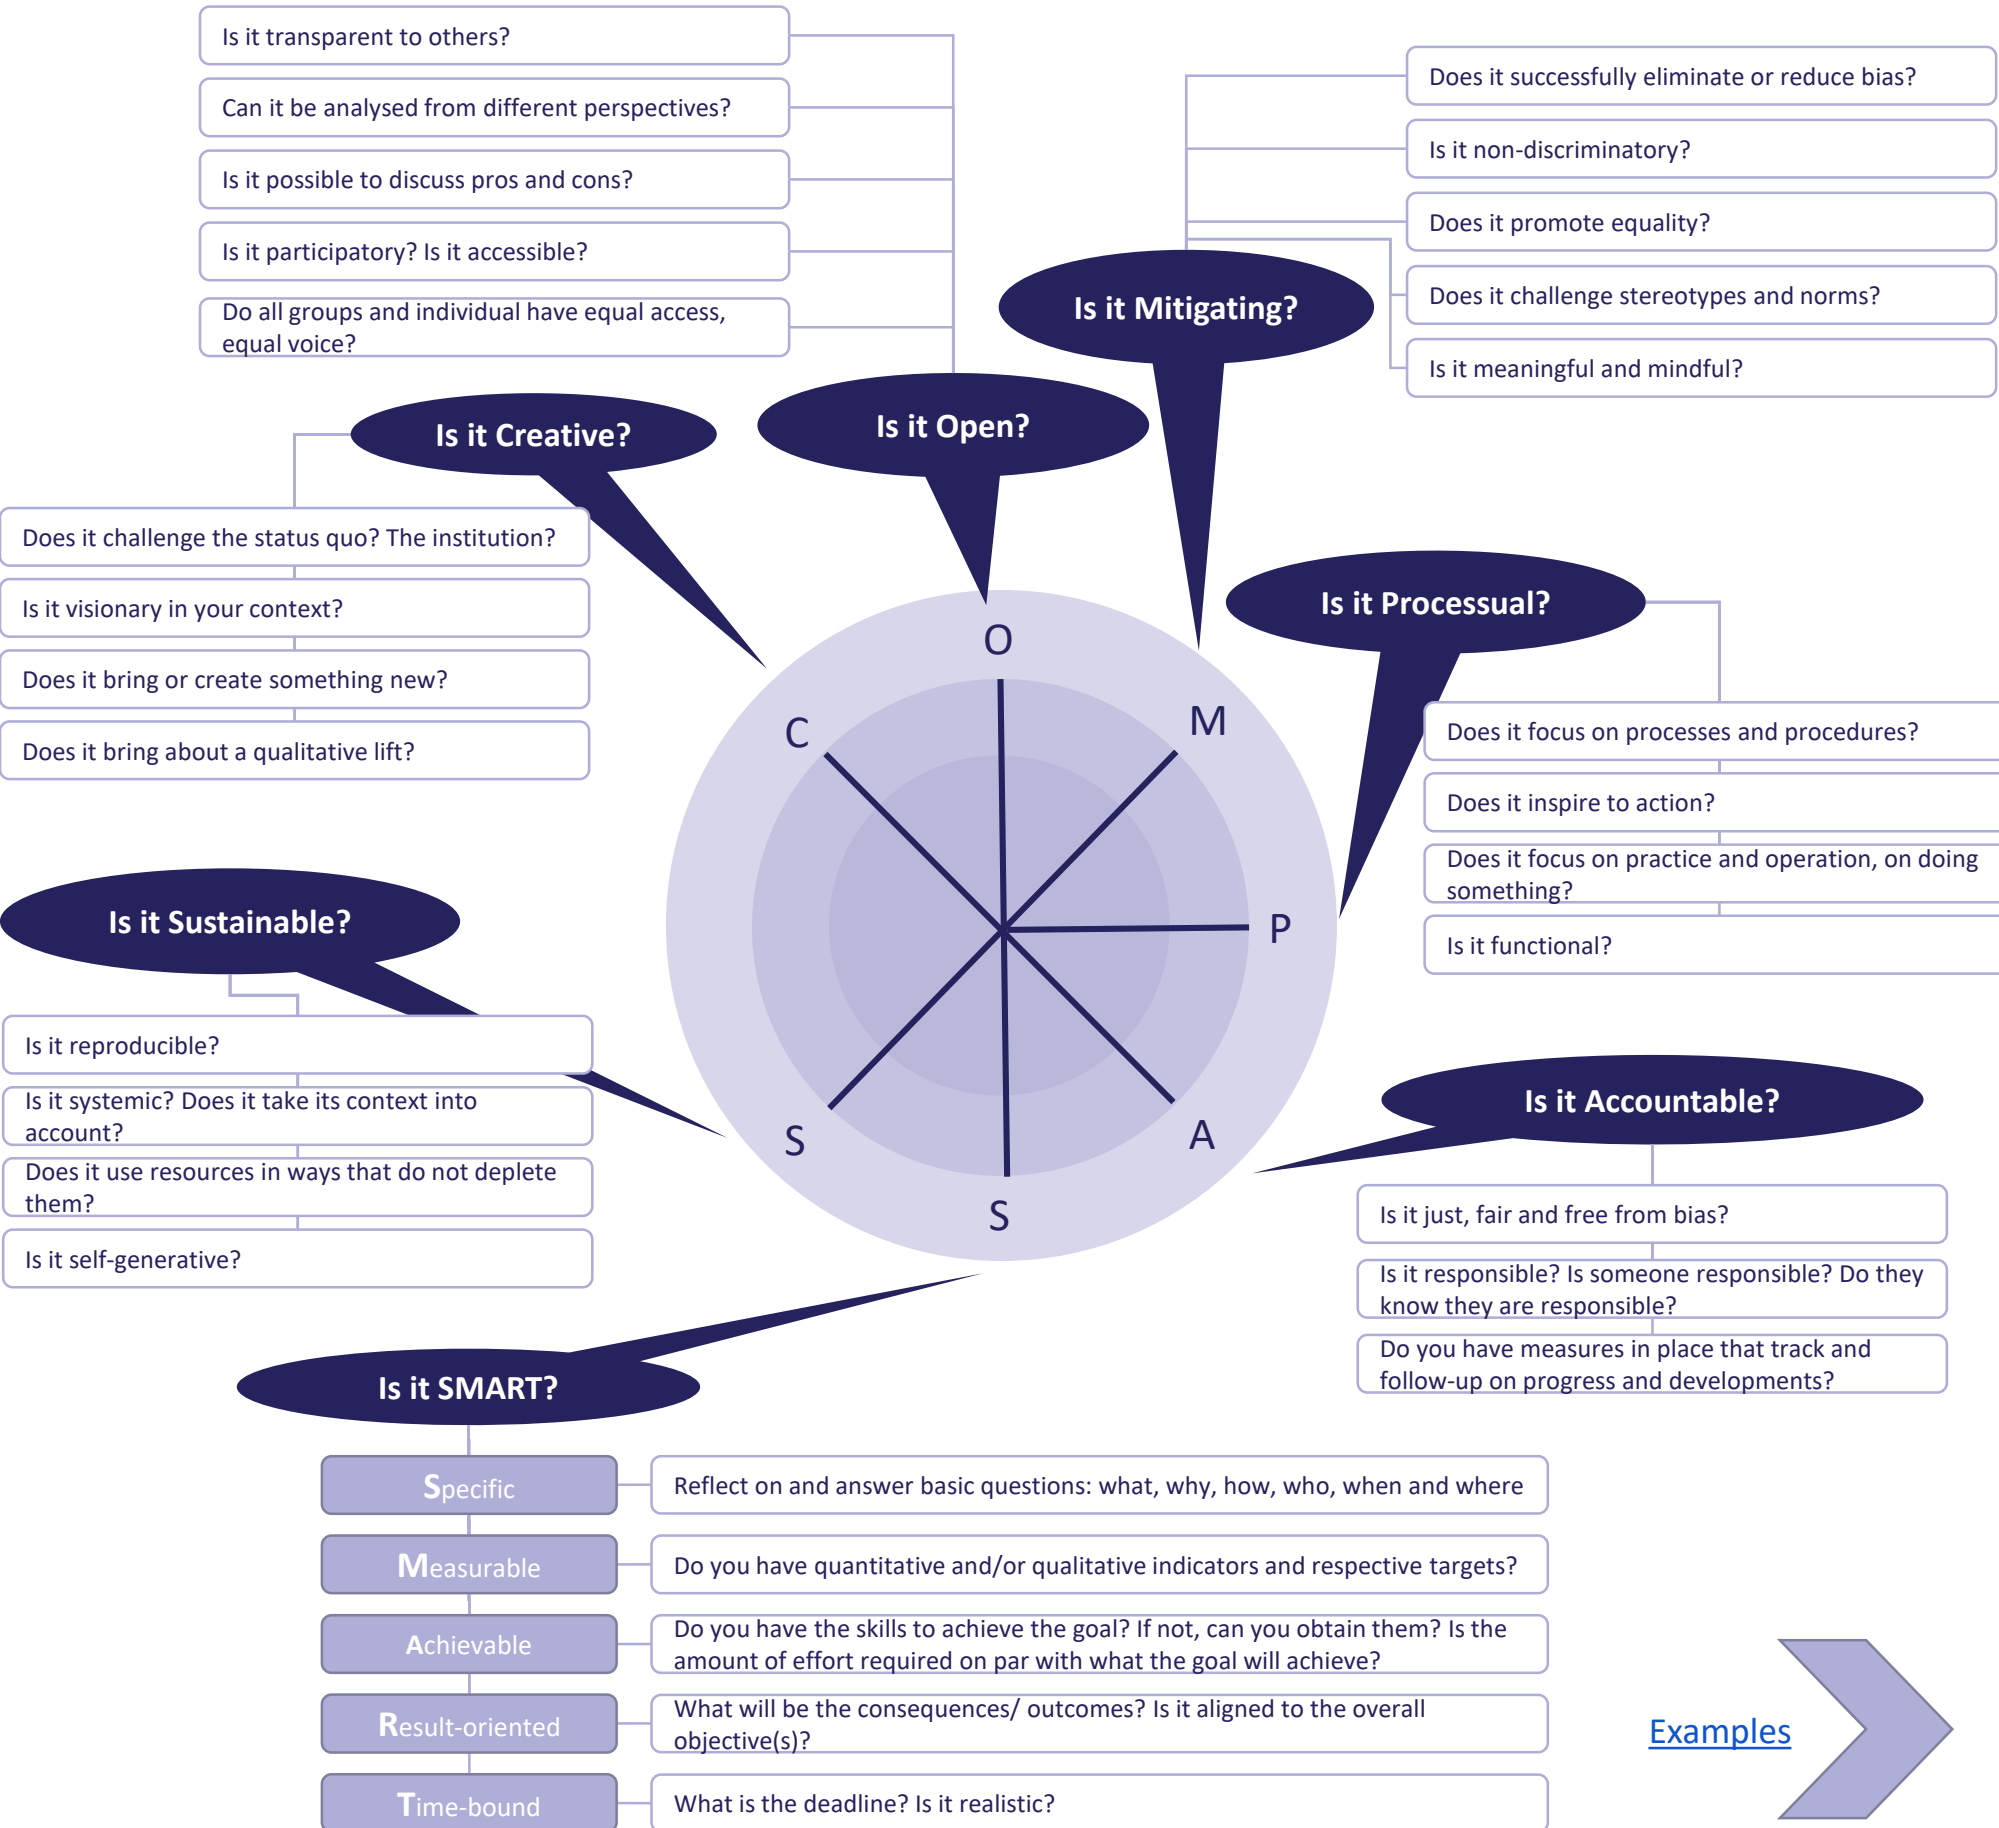 Is it transparent to others?
Can it be analysed from different perspectives?
Is it possible to discuss pros and cons?
Is it participatory? Is it accessible?
Do all groups and individual have equal access,
equal voice?
Does it successfully eliminate or reduce bias?
Is it non-discriminatory?
Does it promote equality?
Does it challenge stereotypes and norms?
Is it meaningful and mindful?
Is it Mitigating?
Is it Open?
Is it Creative?
Does it challenge the status quo? The institution?
Is it visionary in your context?
Does it bring or create something new?
Does it bring about a qualitative lift?
Is it Processual?
Does it focus on processes and procedures?
Does it inspire to action?
Does it focus on practice and operation, on doing
something?
Is it functional?
O
C
M
P
S
A
S
Is it Sustainable?
Is it reproducible?
Is it systemic? Does it take its context into
account?
Does it use resources in ways that do not deplete
them?
Is it self-generative?
Is it Accountable?
Is it just, fair and free from bias?
Is it responsible? Is someone responsible? Do they
know they are responsible?
Do you have measures in place that track and
follow-up on progress and developments?
Is it SMART?
Specific
Reflect on and answer basic questions: what, why, how, who, when and where
Measurable
Do you have quantitative and/or qualitative indicators and respective targets?
Achievable
Do you have the skills to achieve the goal? If not, can you obtain them? Is the
amount of effort required on par with what the goal will achieve?
Result-oriented
What will be the consequences/ outcomes? Is it aligned to the overall
objective(s)?
Time-bound
What is the deadline? Is it realistic?
Examples